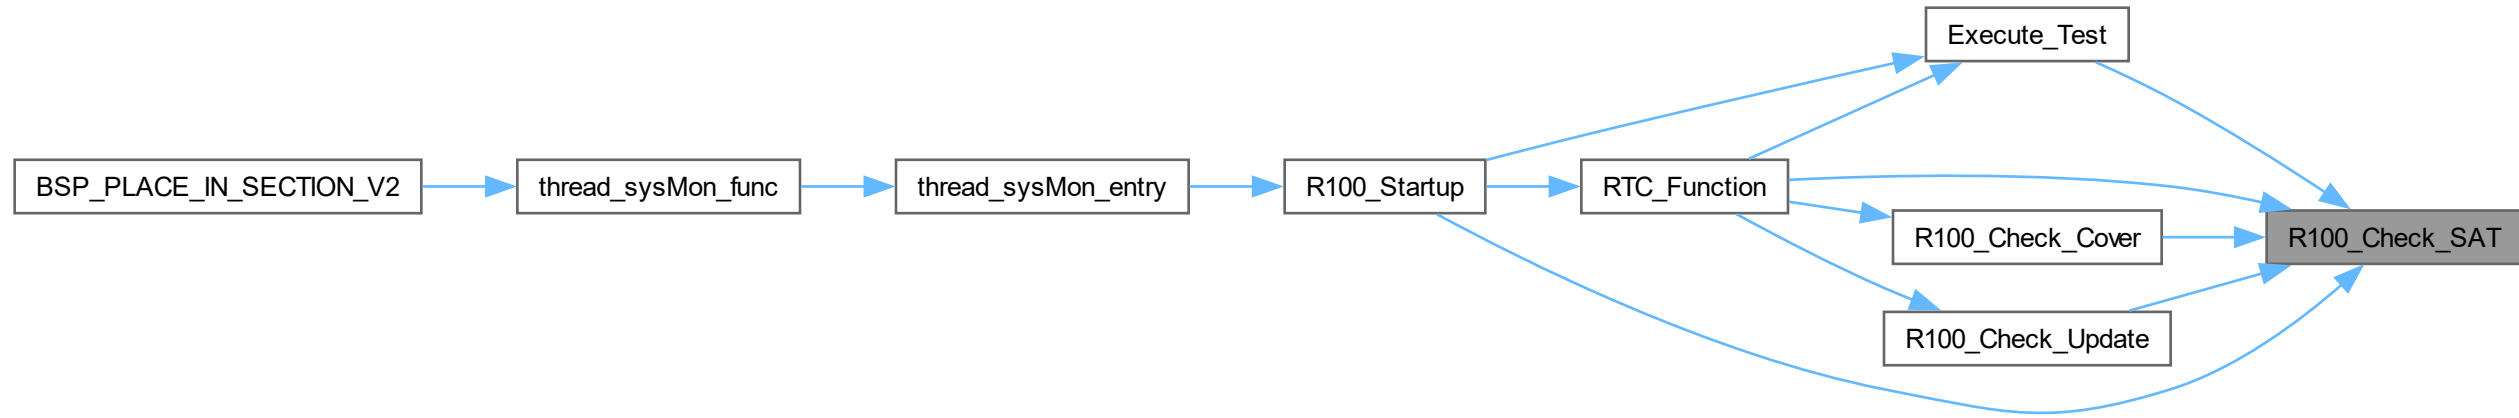 Execute_Test
BSP_PLACE_IN_SECTION_V2
thread_sysMon_func
thread_sysMon_entry
R100_Startup
RTC_Function
R100_Check_Cover
R100_Check_SAT
R100_Check_Update